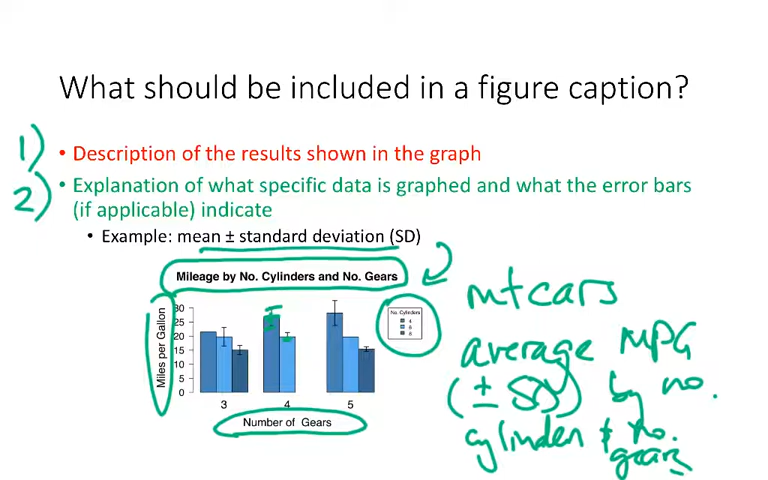 What should be included in a figure caption?
1) • Description of the results shown in the graph
2) • Explanation of what specific data is graphed and what the error bars
(if applicable) indicate
• Example: mean ± standard deviation (SD)
Mileage by No. Cylinders and No. Gears
Miles per Gallon
30
25
20
15
10
5
0
3
4
5
Number of Gears
No. Cylinders
4
6
8
mtcars
average MPG
(± SD) by no.
cylinder & no.
gears